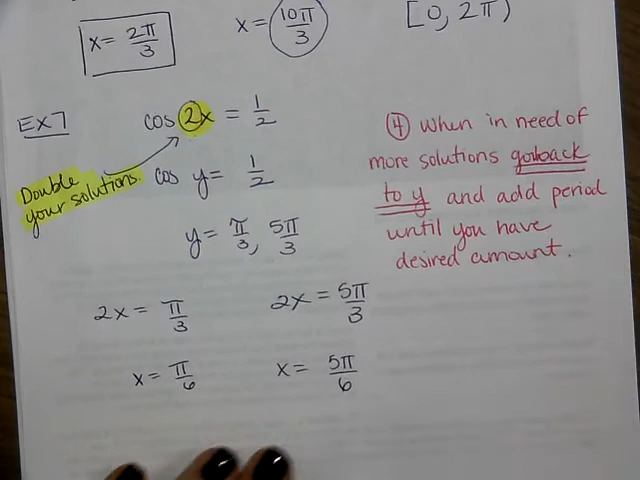 x = 2π/3
x = 10π/3
[0, 2π)
Ex7
cos 2x = 1/2
Double
your solutions.
cos y = 1/2
y = π/3, 5π/3
2x = π/3
2x = 5π/3
x = π/6
x = 5π/6
④ When in need of
more solutions go back
to y and add period
until you have
desired amount.